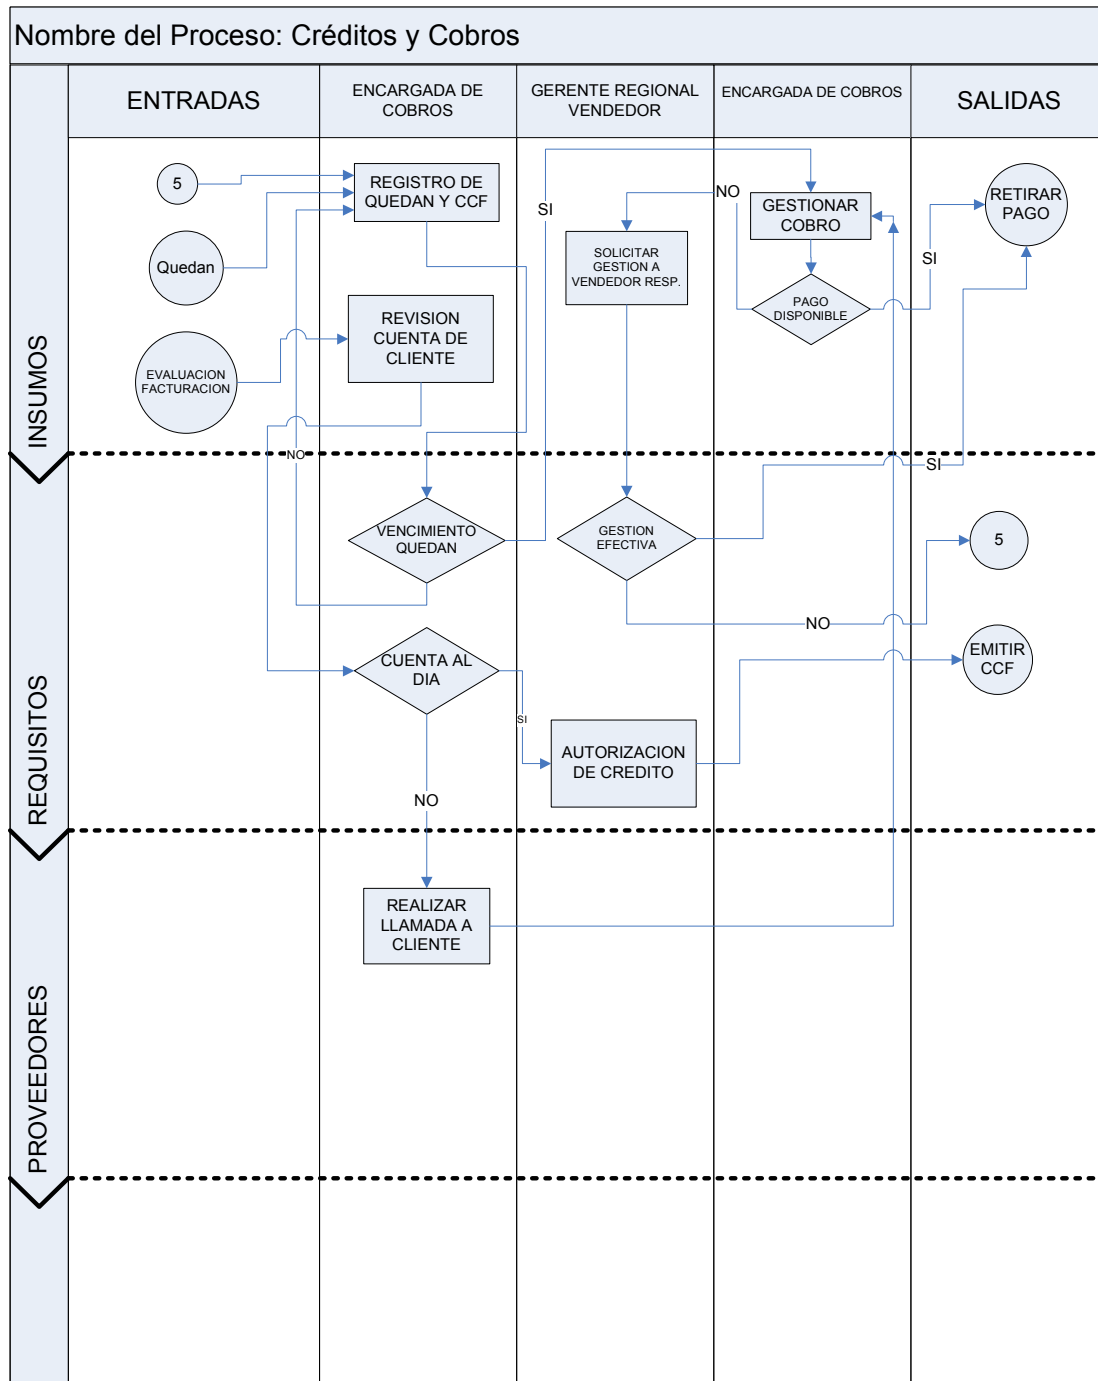 Nombre del Proceso: Créditos y Cobros
ENTRADAS
ENCARGADA DE
COBROS
GERENTE REGIONAL
VENDEDOR
ENCARGADA DE COBROS
SALIDAS
INSUMOS
5
REGISTRO DE
QUEDAN Y CCF
SI
NO
GESTIONAR
COBRO
RETIRAR
PAGO
Quedan
SOLICITAR
GESTION A
VENDEDOR RESP.
SI
PAGO
DISPONIBLE
REVISION
CUENTA DE
CLIENTE
EVALUACION
FACTURACION
NO
SI
REQUISITOS
VENCIMIENTO
QUEDAN
GESTION
EFECTIVA
5
NO
CUENTA AL
DIA
EMITIR
CCF
SI
AUTORIZACION
DE CREDITO
NO
PROVEEDORES
REALIZAR
LLAMADA A
CLIENTE